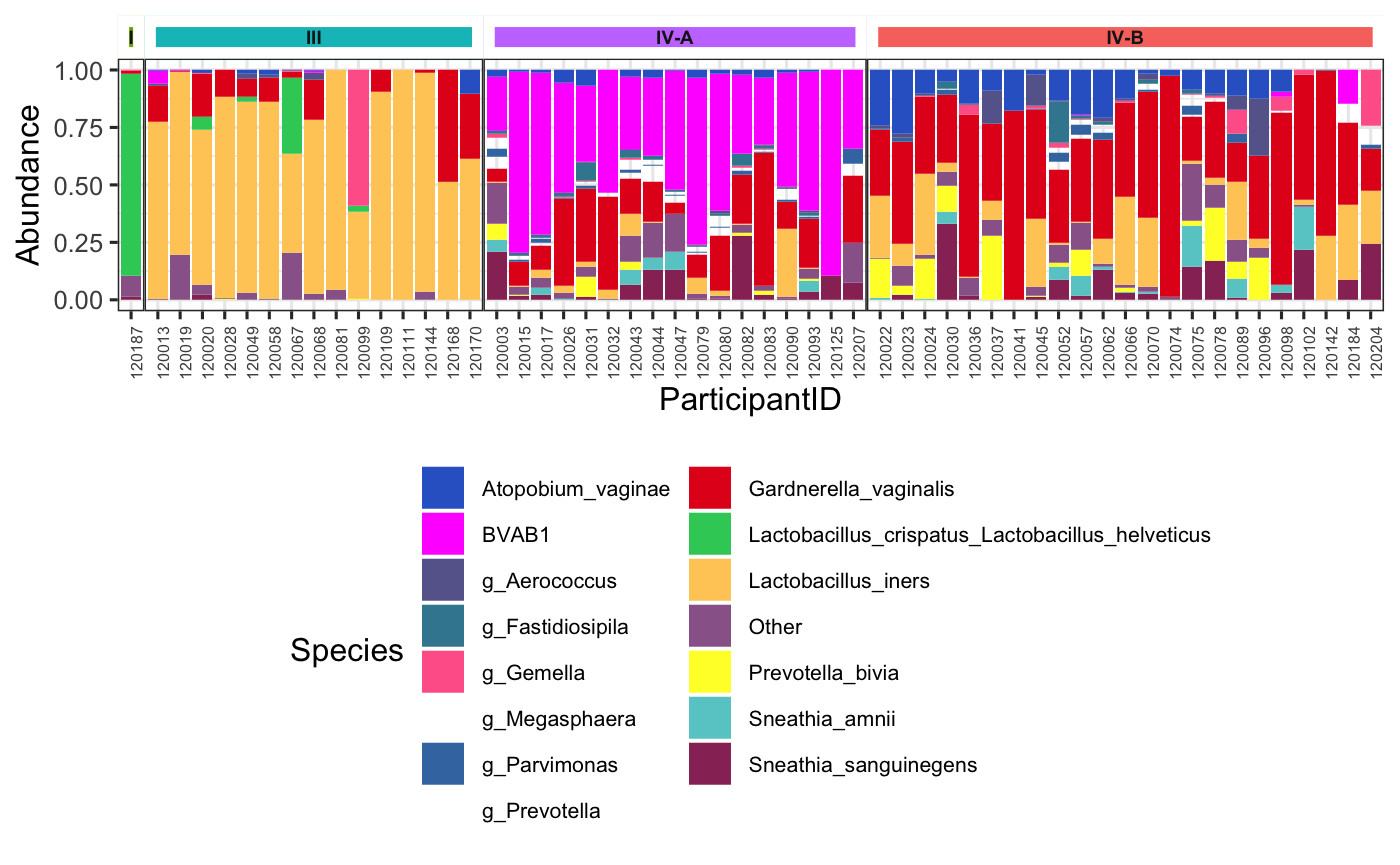 I III IV-A IV-B
1.00
0.75
0.50
0.25
0.00
Abundance
120187 120013 120019 120020 120028 120049 120058 120067 120068 120081 120099 120109 120111 120144 120168 120170 120003 120015 120017 120026 120031 120032 120043 120044 120047 120079 120080 120082 120083 120090 120093 120125 120207 120022 120023 120024 120030 120036 120037 120041 120045 120052 120057 120062 120066 120070 120074 120075 120078 120089 120096 120098 120102 120142 120184 120204
ParticipantID
Species
Atopobium_vaginae
BVAB1
g_Aerococcus
g_Fastidiosipila
g_Gemella
g_Megasphaera
g_Parvimonas
g_Prevotella
Gardnerella_vaginalis
Lactobacillus_crispatus_Lactobacillus_helveticus
Lactobacillus_iners
Other
Prevotella_bivia
Sneathia_amnii
Sneathia_sanguinegens